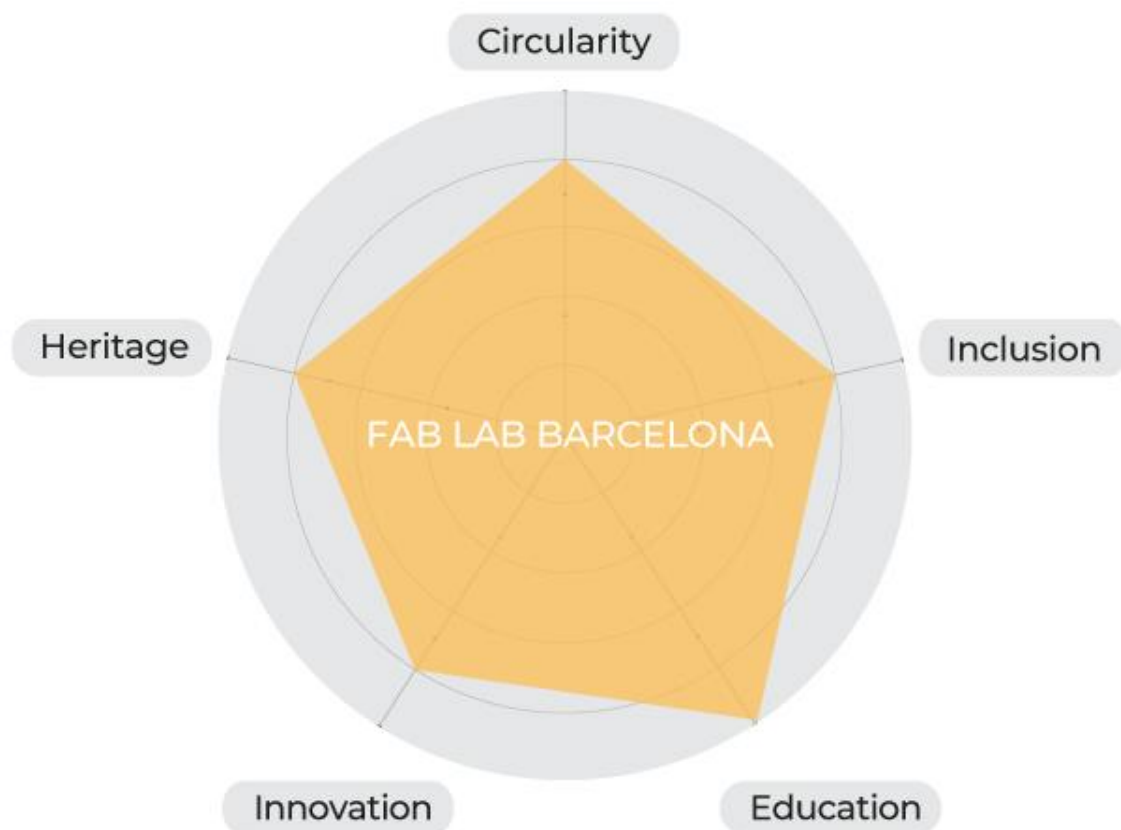 Circularity
Heritage
Inclusion
FAB LAB BARCELONA
Innovation
Education